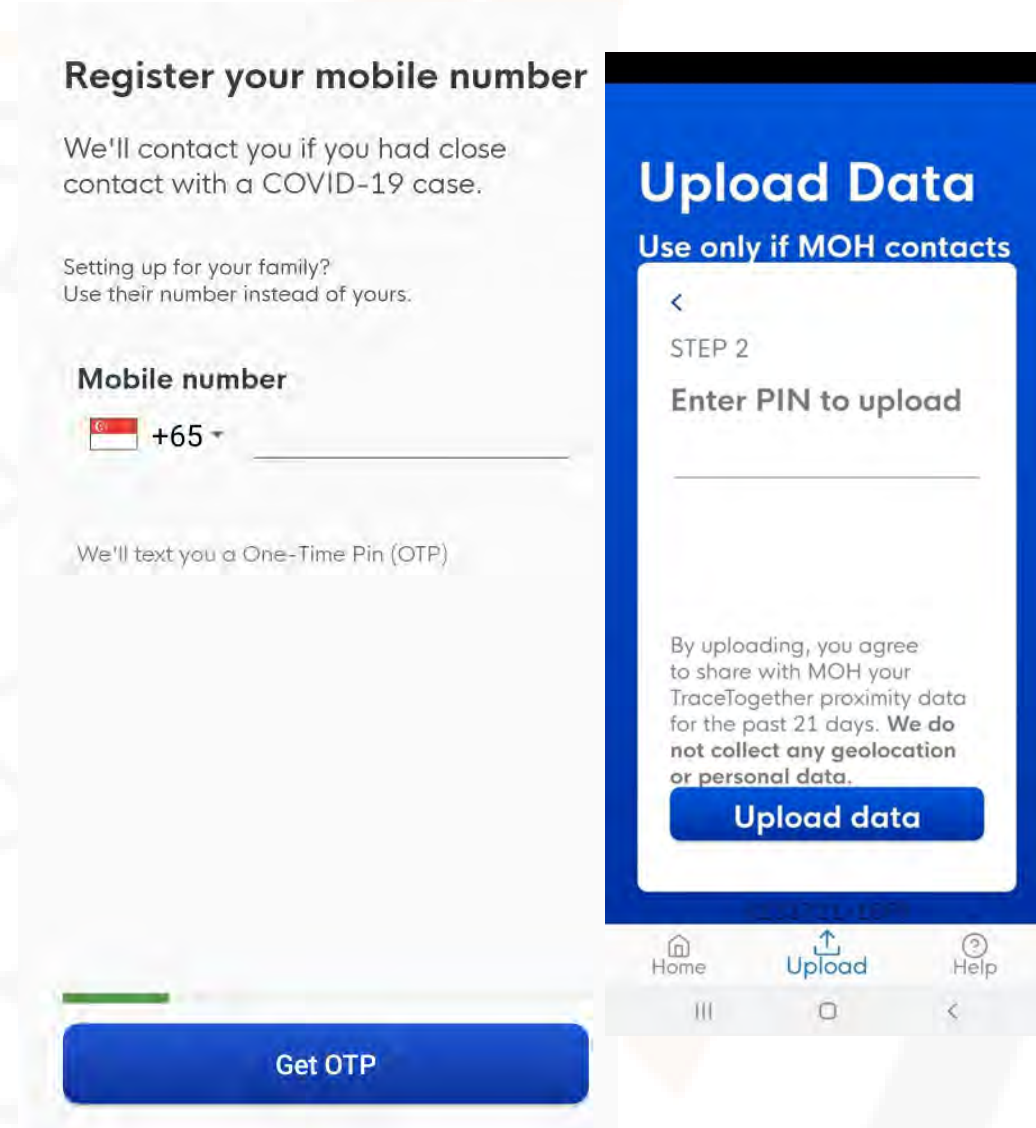 Register your mobile number
We'll contact you if you had close
contact with a COVID-19 case.
Setting up for your family?
Use their number instead of yours.
Mobile number
+65
We'll text you a One-Time Pin (OTP)
Get OTP
Upload Data
Use only if MOH contacts
STEP 2
Enter PIN to upload
By uploading, you agree
to share with MOH your
TraceTogether proximity data
for the past 21 days. We do
not collect any geolocation
or personal data.
Upload data
Home
Upload
Help